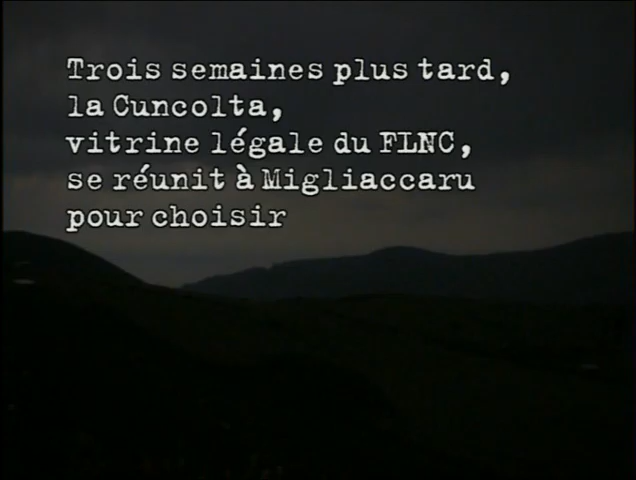 Trois semaines plus tard,
la Cuncolta,
vitrine légale du FLNC,
se réunit à Migliaccaru
pour choisir